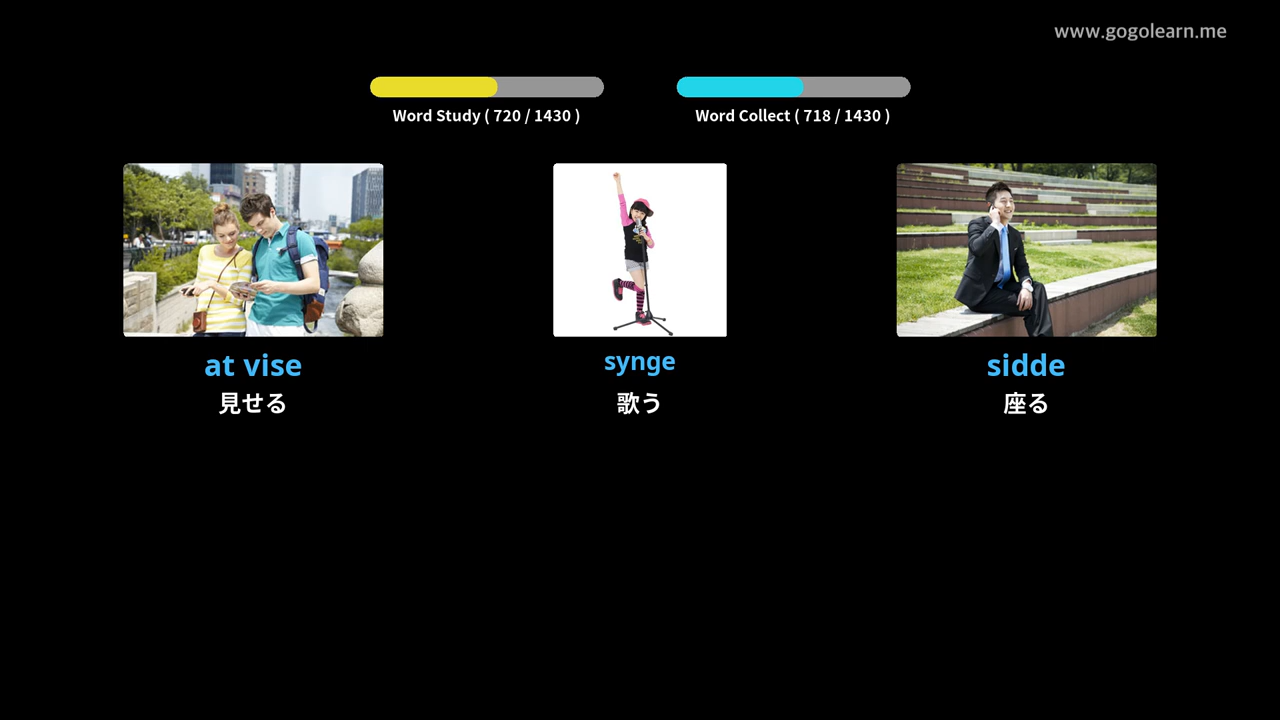 www.gogolearn.me
Word Study ( 720 / 1430 )
Word Collect ( 718 / 1430 )
at vise
見せる
synge
歌う
sidde
座る